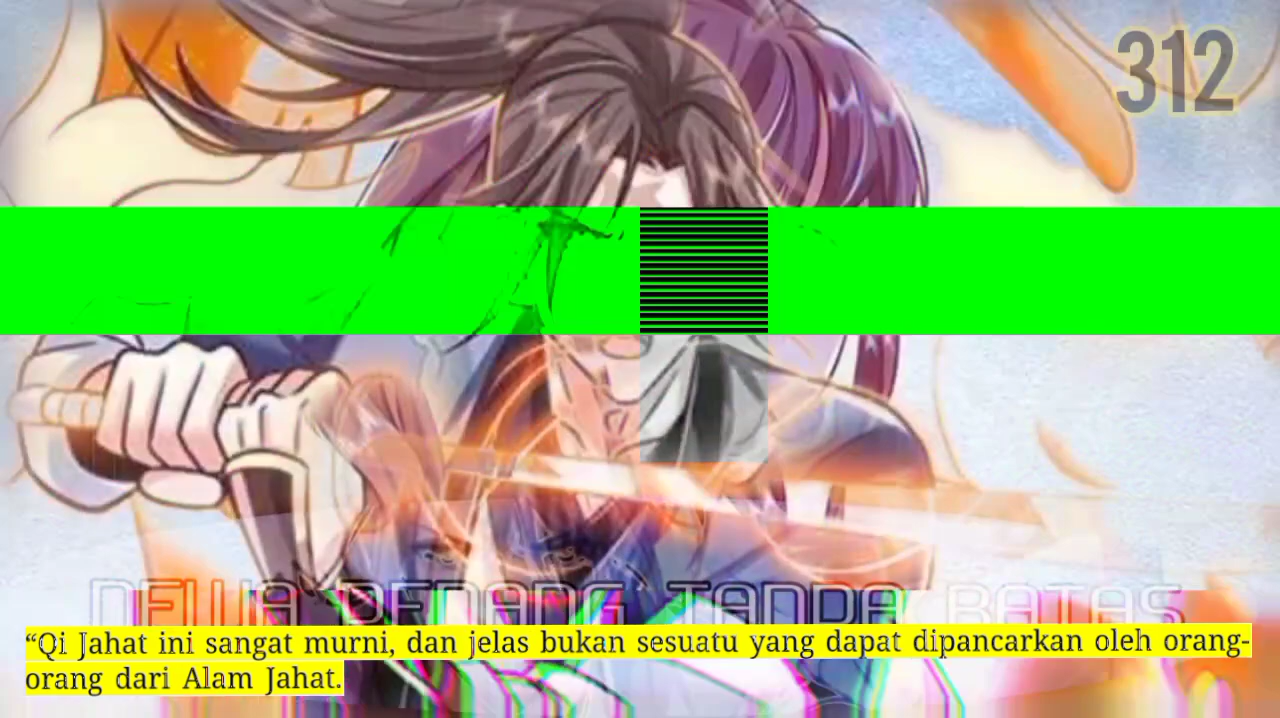 312
DEWA PEDANG TANPA BATAS
“Qi Jahat ini sangat murni, dan jelas bukan sesuatu yang dapat dipancarkan oleh orang-
orang dari Alam Jahat.